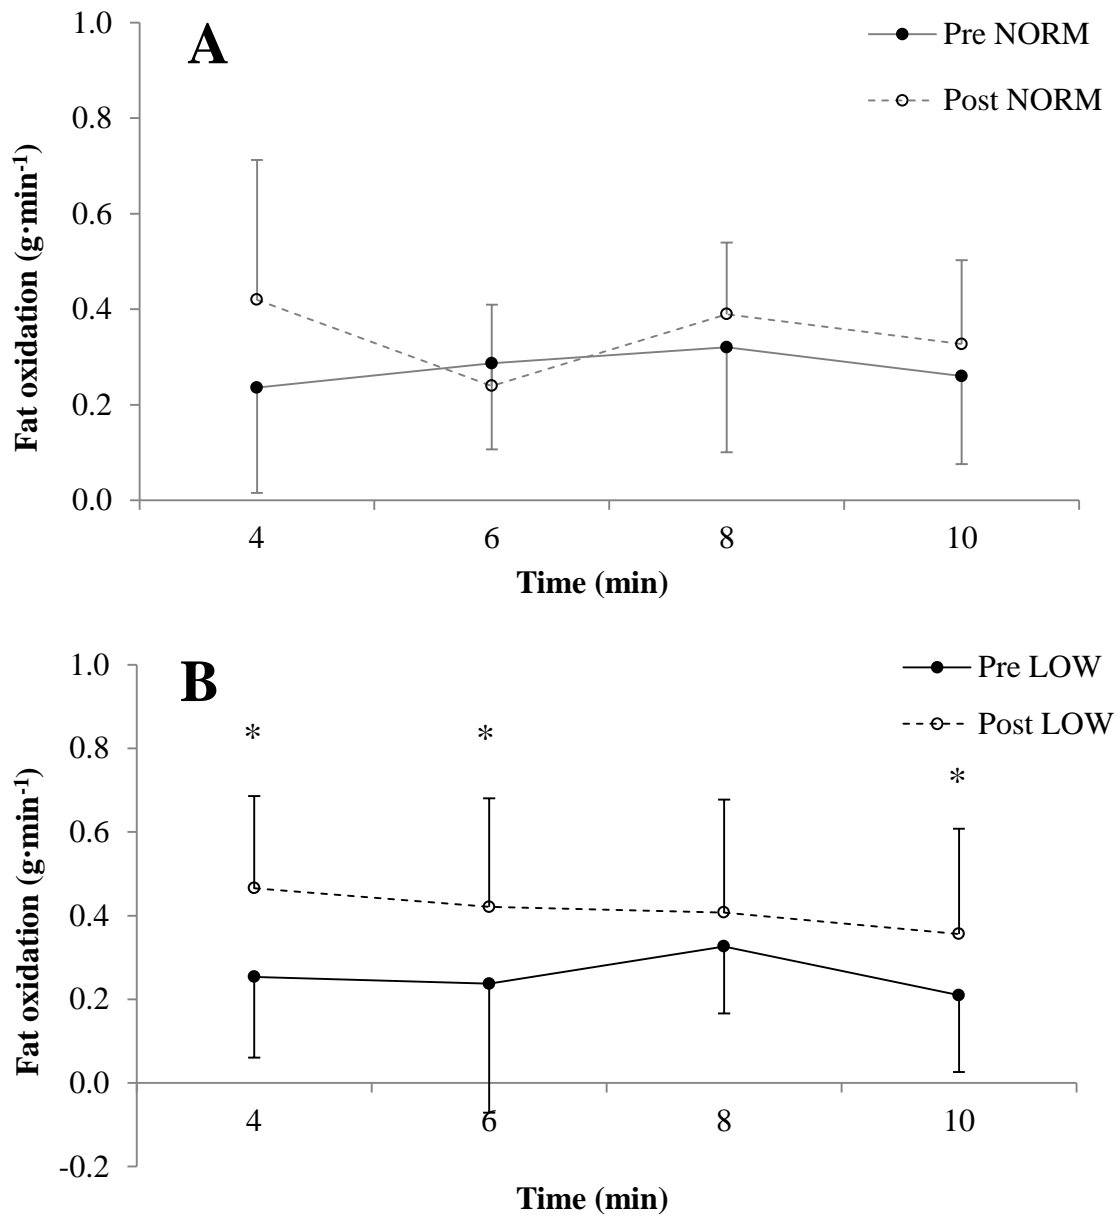 A
Pre NORM
Post NORM
1.0
0.8
0.6
0.4
0.2
0.0
Fat oxidation (g·min-1)
4 6 8 10
Time (min)
B
Pre LOW
Post LOW
1.0
0.8
0.6
0.4
0.2
0.0
-0.2
* * *
Fat oxidation (g·min-1)
4 6 8 10
Time (min)